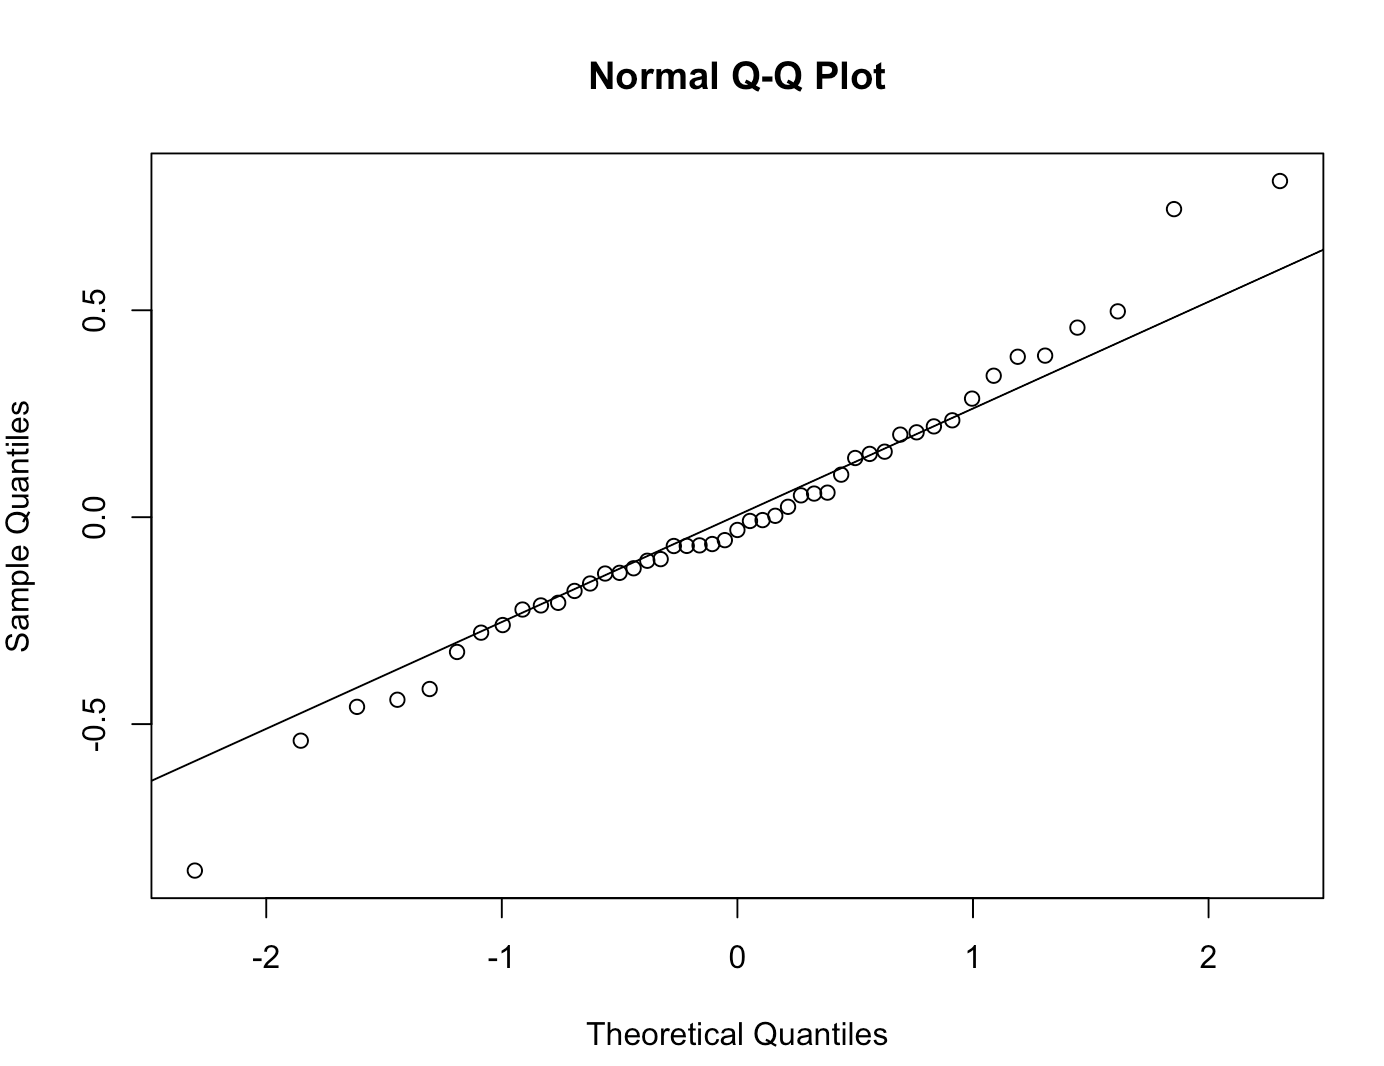 Normal Q-Q Plot
Sample Quantiles
0.5
0.0
-0.5
-2 -1 0 1 2
Theoretical Quantiles